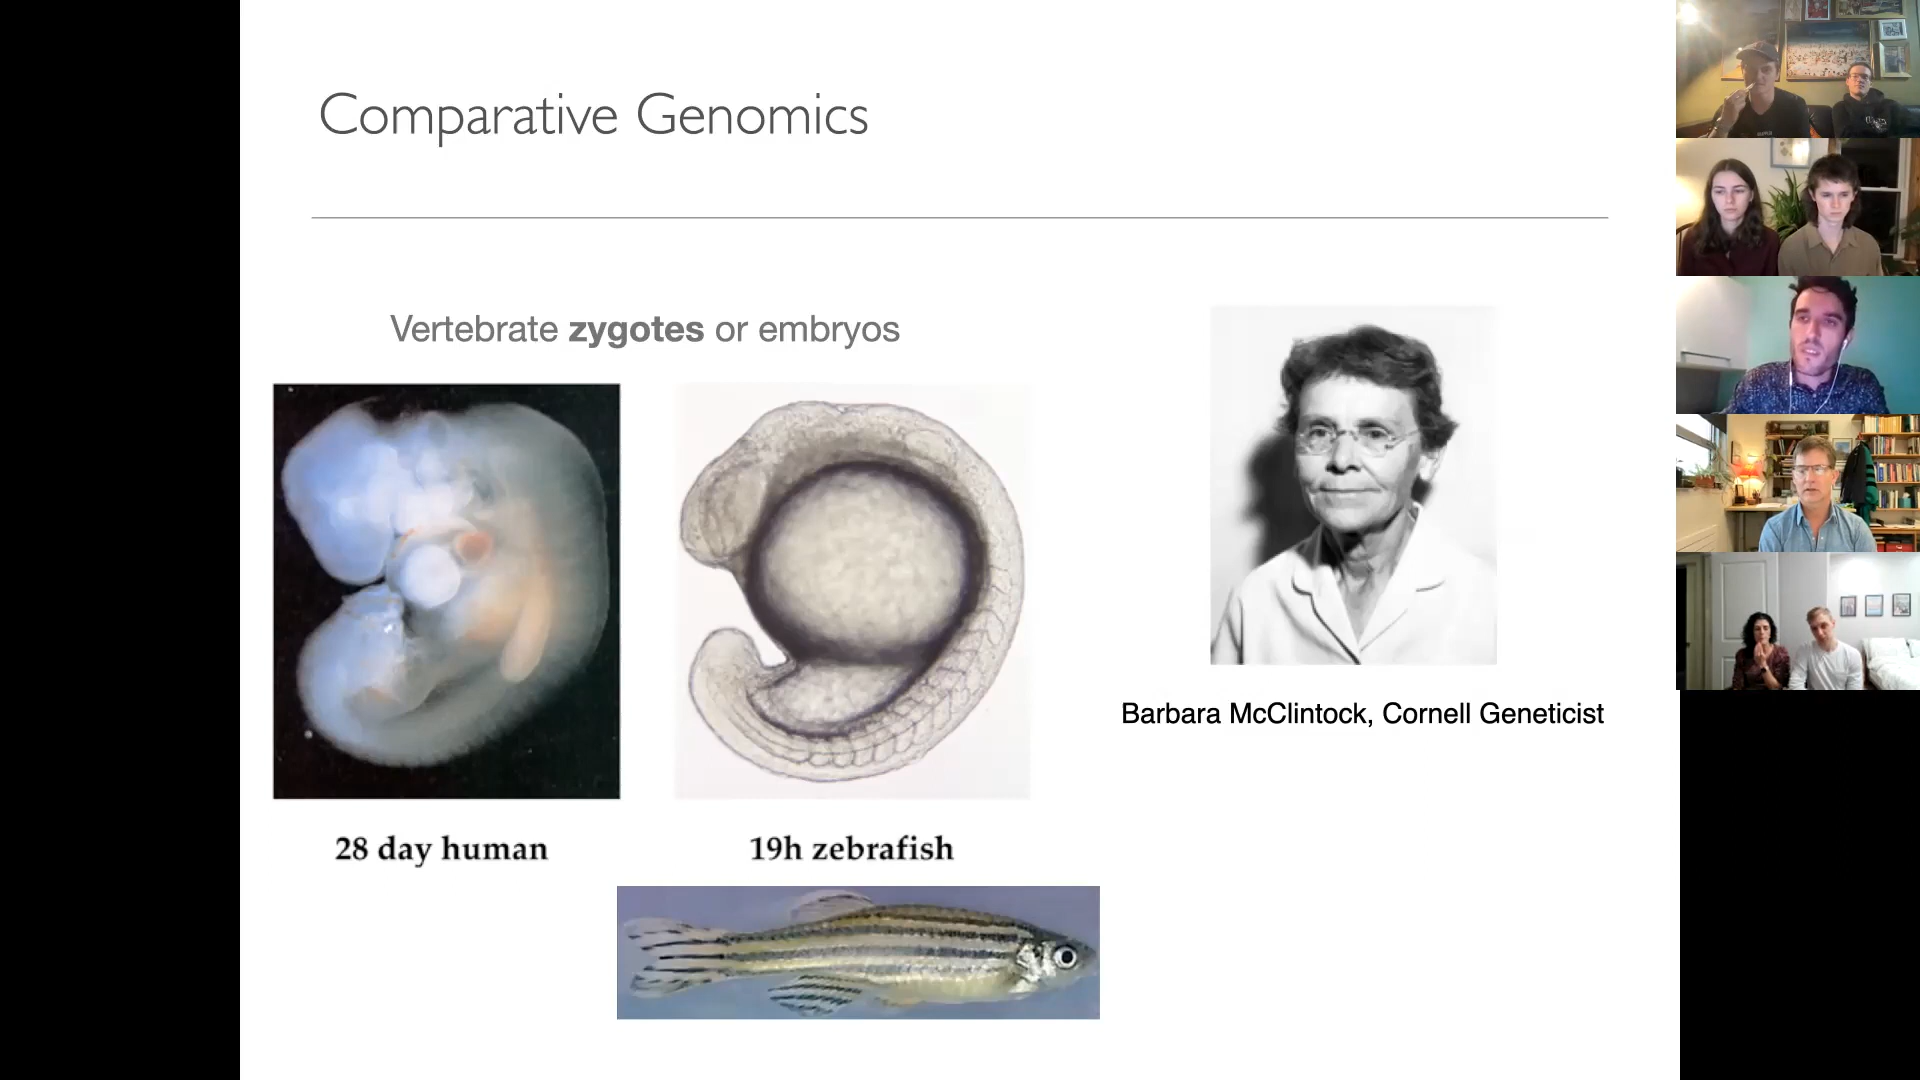 Comparative Genomics
Vertebrate zygotes or embryos
Barbara McClintock, Cornell Geneticist
28 day human
19h zebrafish